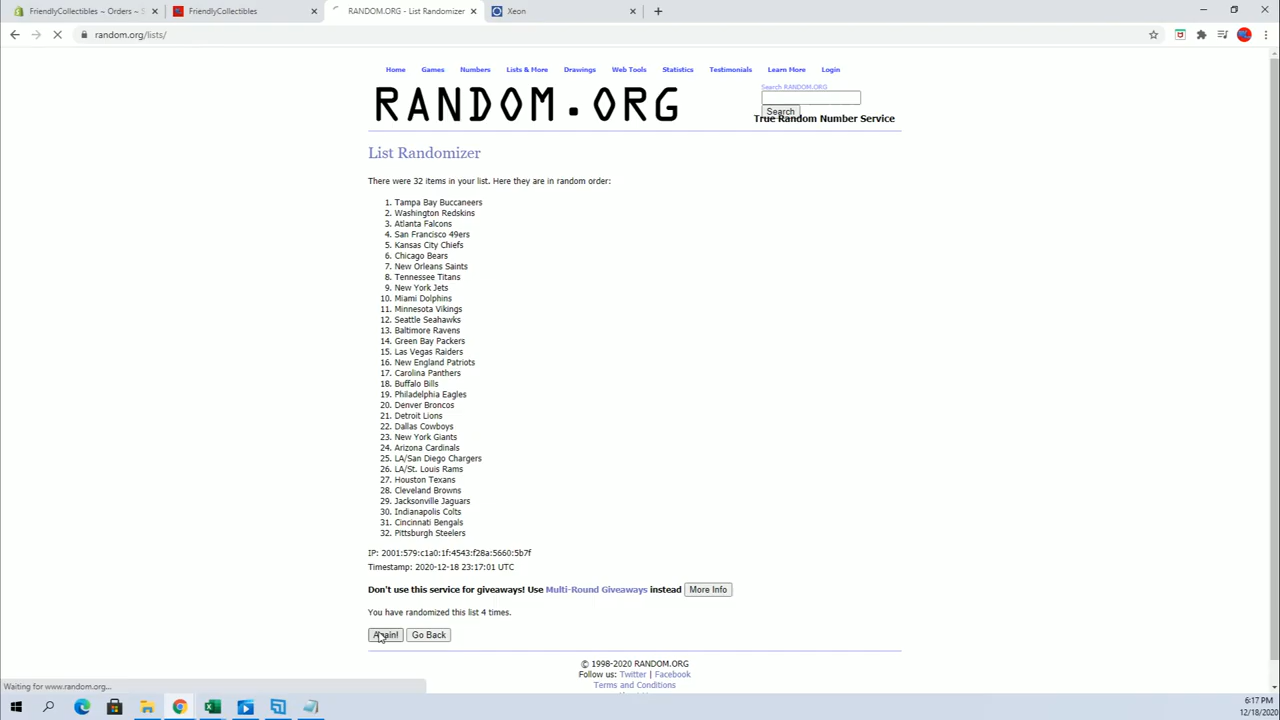 FriendlyCollectibles ~ Orders ~ S
FriendlyCollectibles
RANDOM.ORG - List Randomizer
Xeon
random.org/lists/
Home Games Numbers Lists & More Drawings Web Tools Statistics Testimonials Learn More Login
RANDOM.ORG
Search RANDOM.ORG
Search
True Random Number Service
List Randomizer
There were 32 items in your list. Here they are in random order:
1. Tampa Bay Buccaneers
2. Washington Redskins
3. Atlanta Falcons
4. San Francisco 49ers
5. Kansas City Chiefs
6. Chicago Bears
7. New Orleans Saints
8. Tennessee Titans
9. New York Jets
10. Miami Dolphins
11. Minnesota Vikings
12. Seattle Seahawks
13. Baltimore Ravens
14. Green Bay Packers
15. Las Vegas Raiders
16. New England Patriots
17. Carolina Panthers
18. Buffalo Bills
19. Philadelphia Eagles
20. Denver Broncos
21. Detroit Lions
22. Dallas Cowboys
23. New York Giants
24. Arizona Cardinals
25. LA/San Diego Chargers
26. LA/St. Louis Rams
27. Houston Texans
28. Cleveland Browns
29. Jacksonville Jaguars
30. Indianapolis Colts
31. Cincinnati Bengals
32. Pittsburgh Steelers
IP: 2001:579:c1a0:1f:4543:f28a:5660:5b7f
Timestamp: 2020-12-18 23:17:01 UTC
Don't use this service for giveaways! Use Multi-Round Giveaways instead More Info
You have randomized this list 4 times.
Again! Go Back
© 1998-2020 RANDOM.ORG
Follow us: Twitter | Facebook
Terms and Conditions
Waiting for www.random.org...
6:17 PM
12/18/2020